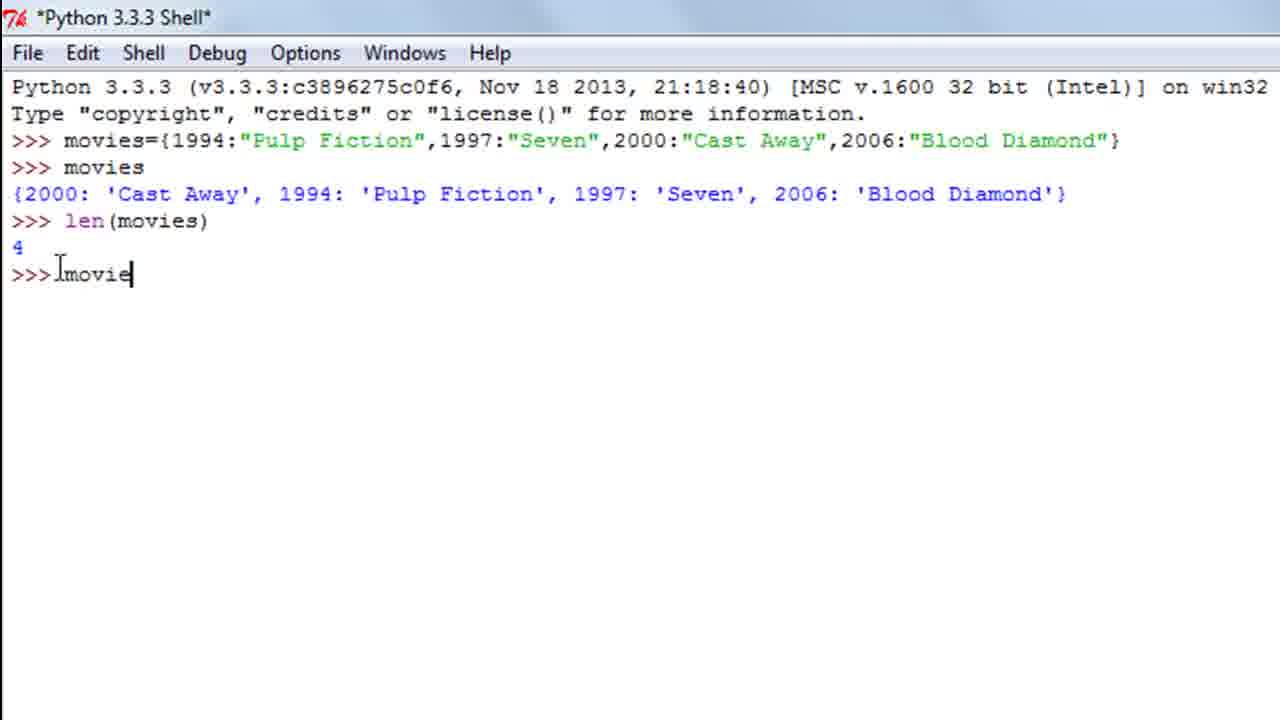 *Python 3.3.3 Shell*
File Edit Shell Debug Options Windows Help
Python 3.3.3 (v3.3.3:c3896275c0f6, Nov 18 2013, 21:18:40) [MSC v.1600 32 bit (Intel)] on win32
Type "copyright", "credits" or "license()" for more information.
>>> movies={1994:"Pulp Fiction",1997:"Seven",2000:"Cast Away",2006:"Blood Diamond"}
>>> movies
{2000: 'Cast Away', 1994: 'Pulp Fiction', 1997: 'Seven', 2006: 'Blood Diamond'}
>>> len(movies)
4
>>> movie